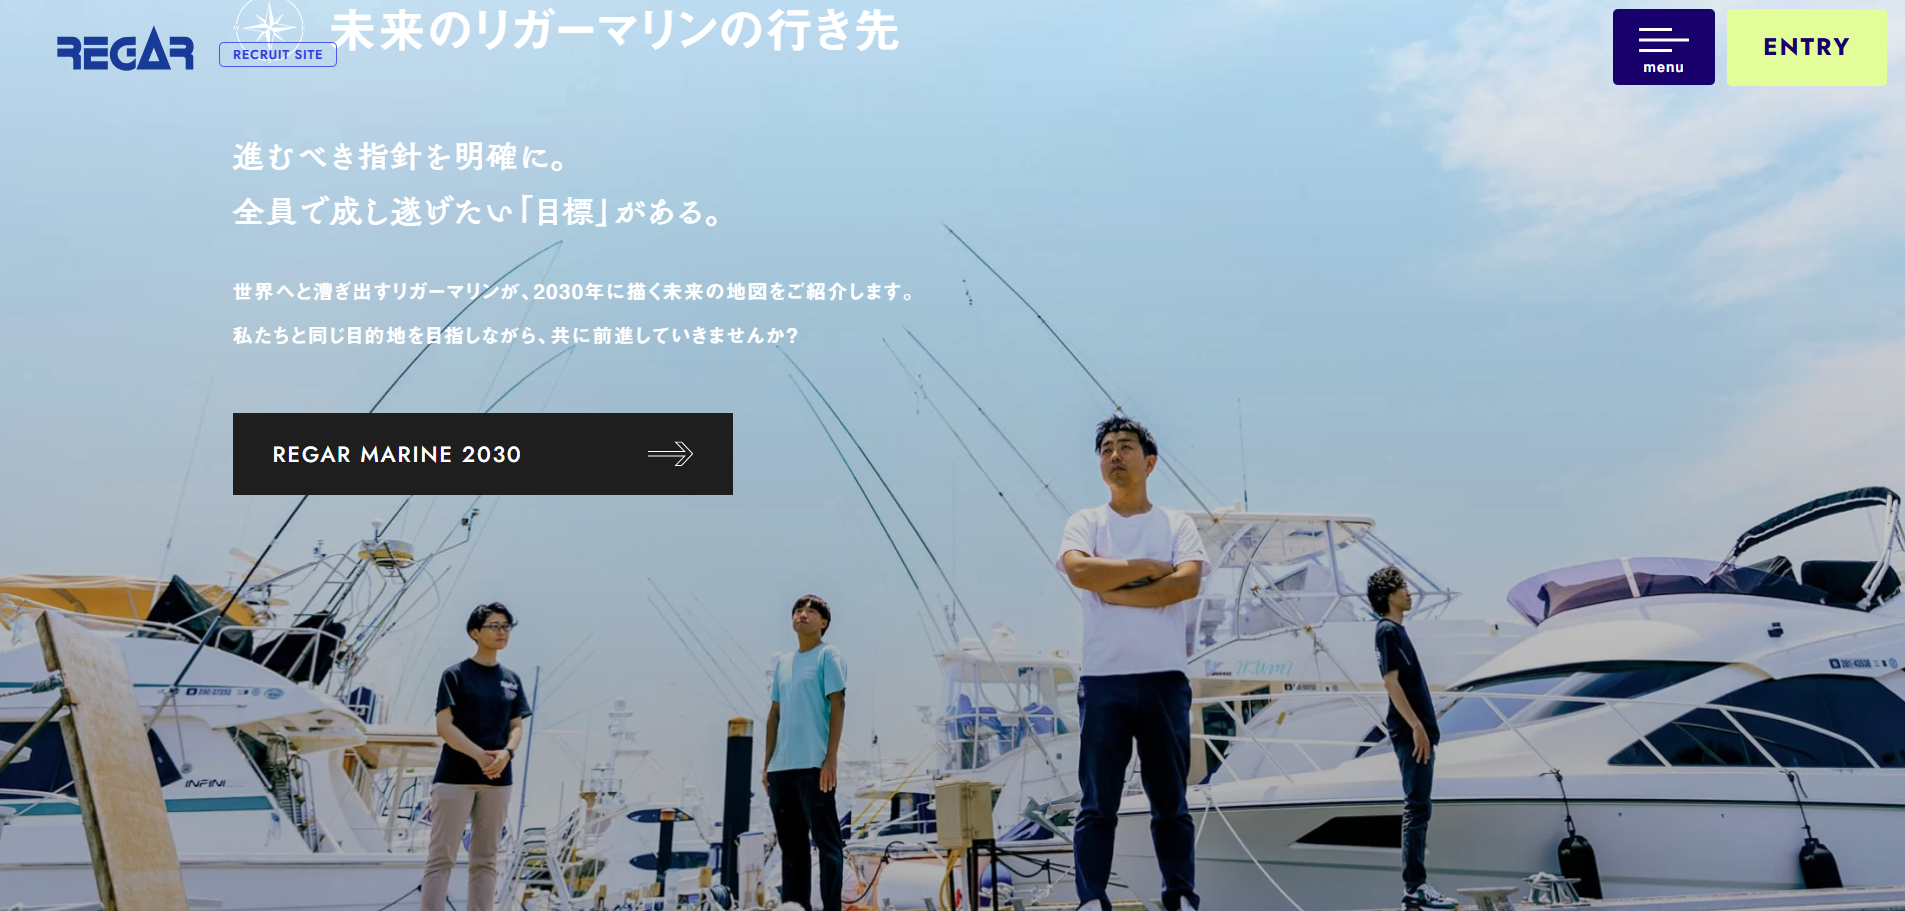 未来のリガーマリンの行き先
REGAR
RECRUIT SITE
menu
ENTRY
進むべき指針を明確に。
全員で成し遂げたい「目標」がある。
世界へと漕ぎ出すリガーマリンが、2030年に描く未来の地図をご紹介します。
私たちと同じ目的地を目指しながら、共に前進していきませんか?
REGAR MARINE 2030
IKUMI
INFINI